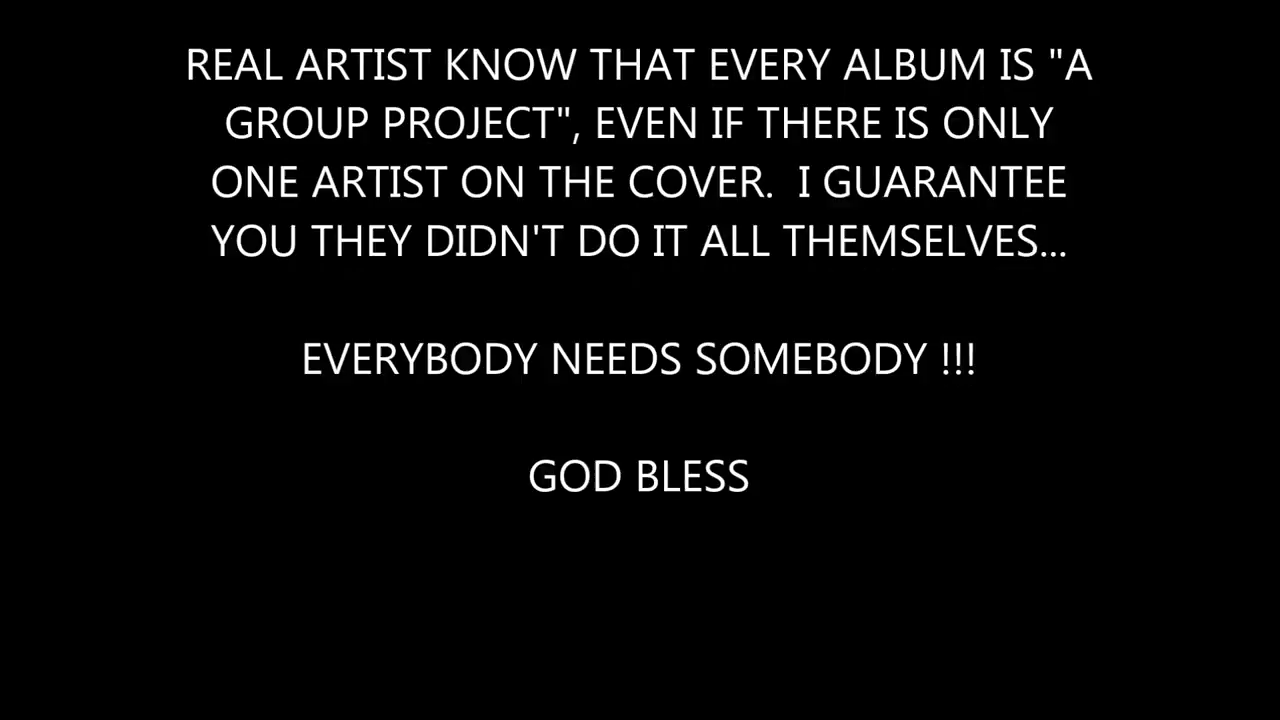 REAL ARTIST KNOW THAT EVERY ALBUM IS "A
GROUP PROJECT", EVEN IF THERE IS ONLY
ONE ARTIST ON THE COVER.  I GUARANTEE
YOU THEY DIDN'T DO IT ALL THEMSELVES...
EVERYBODY NEEDS SOMEBODY !!!
GOD BLESS